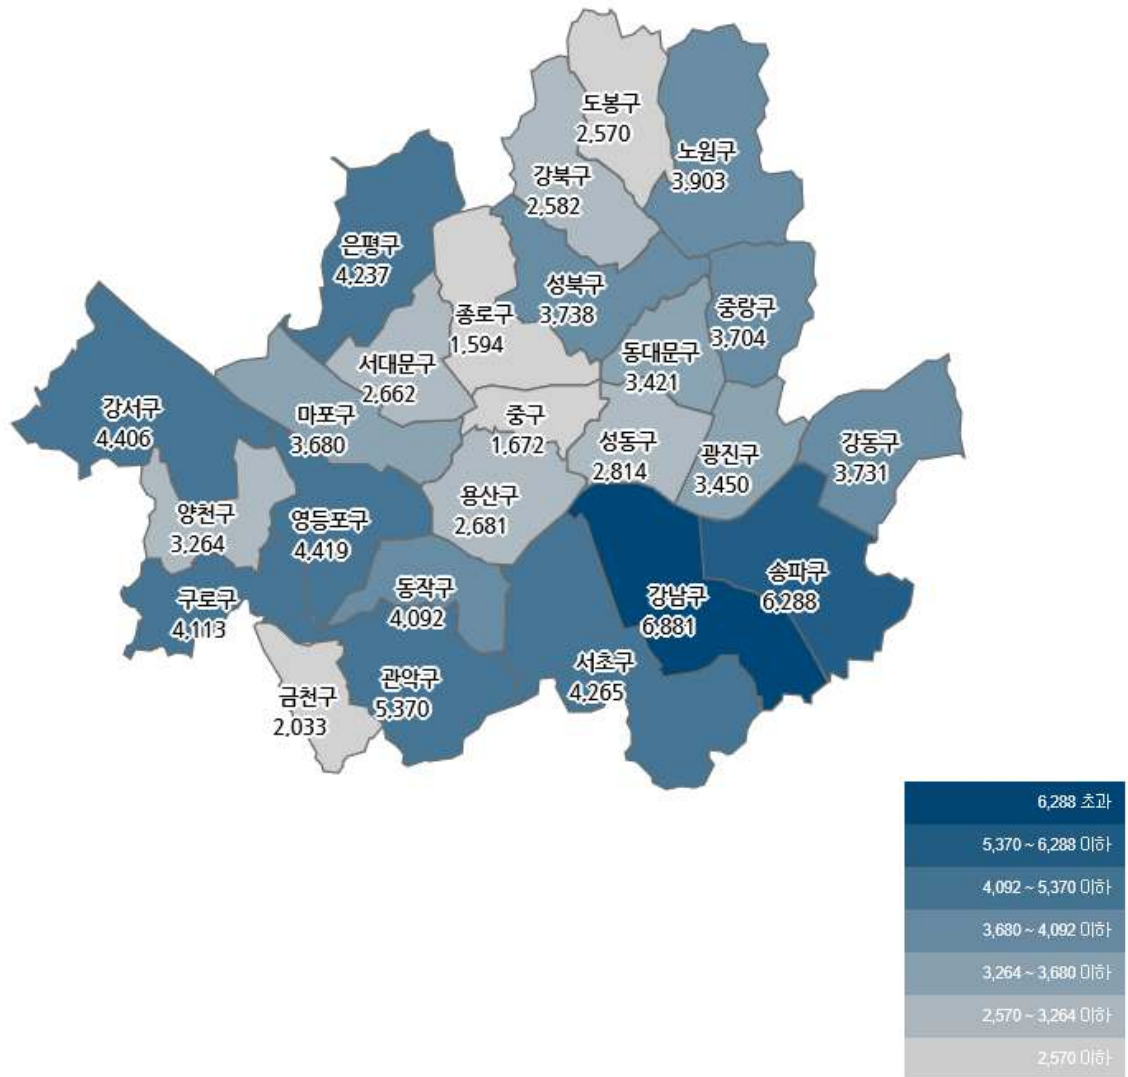 도봉구
2,570
노원구
3,903
강북구
2,582
은평구
4,237
성북구
3,738
종로구
1,594
중랑구
3,704
동대문구
3,421
서대문구
2,662
강서구
4,406
마포구
3,680
중구
1,672
성동구
2,814
광진구
3,450
강동구
3,731
양천구
3,264
영등포구
4,419
용산구
2,681
구로구
4,113
동작구
4,092
강남구
6,881
송파구
6,288
금천구
2,033
관악구
5,370
서초구
4,265
6,288 초과
5,370 ~ 6,288 이하
4,092 ~ 5,370 이하
3,680 ~ 4,092 이하
3,264 ~ 3,680 이하
2,570 ~ 3,264 이하
2,570 이하